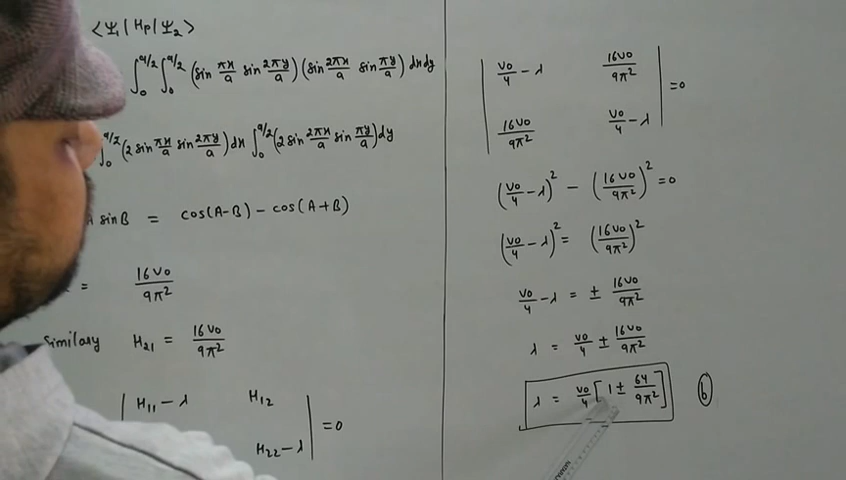 ⟨Ψ₁|Hp|Ψ₂⟩
∫₀^(a/2) ∫₀^(a/2) (sin πx/a sin 2πy/a)(sin 2πx/a sin πy/a) dx dy
∫₀^(a/2) (2 sin πx/a sin 2πy/a) dx ∫₀^(a/2) (2 sin 2πx/a sin πy/a) dy
sin B = cos(A-B) - cos(A+B)
= 16V0/9π²
Similary H₂₁ = 16V0/9π²
| H₁₁ - λ H₁₂ |
| H₂₂ - λ | = 0
| V0/4 - λ 16V0/9π² |
| 16V0/9π² V0/4 - λ | = 0
(V0/4 - λ)² - (16V0/9π²)² = 0
(V0/4 - λ)² = (16V0/9π²)²
V0/4 - λ = ± 16V0/9π²
λ = V0/4 ± 16V0/9π²
λ = V0/4 [1 ± 64/9π²] (b)